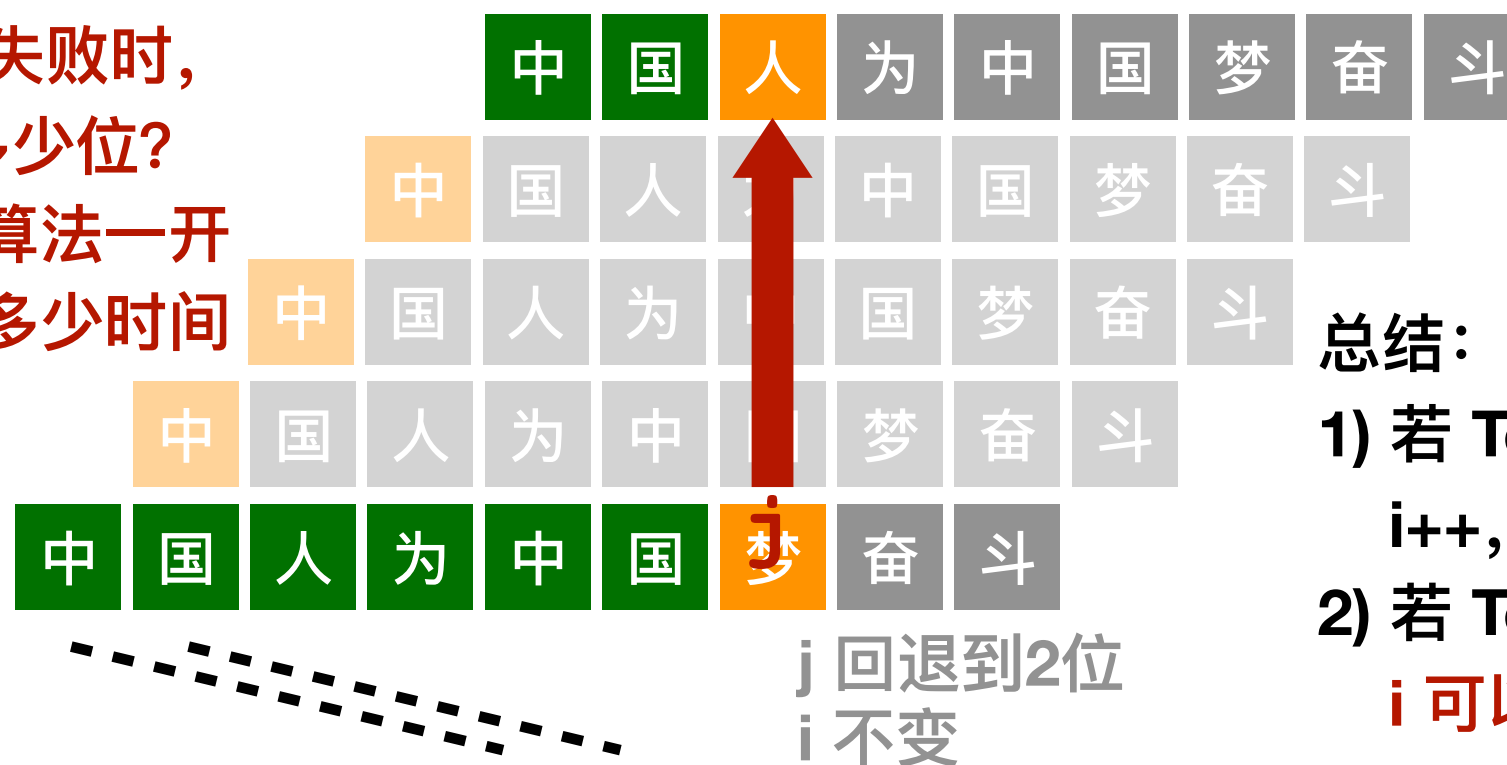 失败时，
少位？
算法一开
多少时间
中国人为中国梦奋斗
中国人为中国梦奋斗
中国人为中国梦奋斗
中国人为中国梦奋斗
中国人为中国梦奋斗
j
j 回退到2位
i 不变
总结：
1) 若
i++，
2) 若
i 可